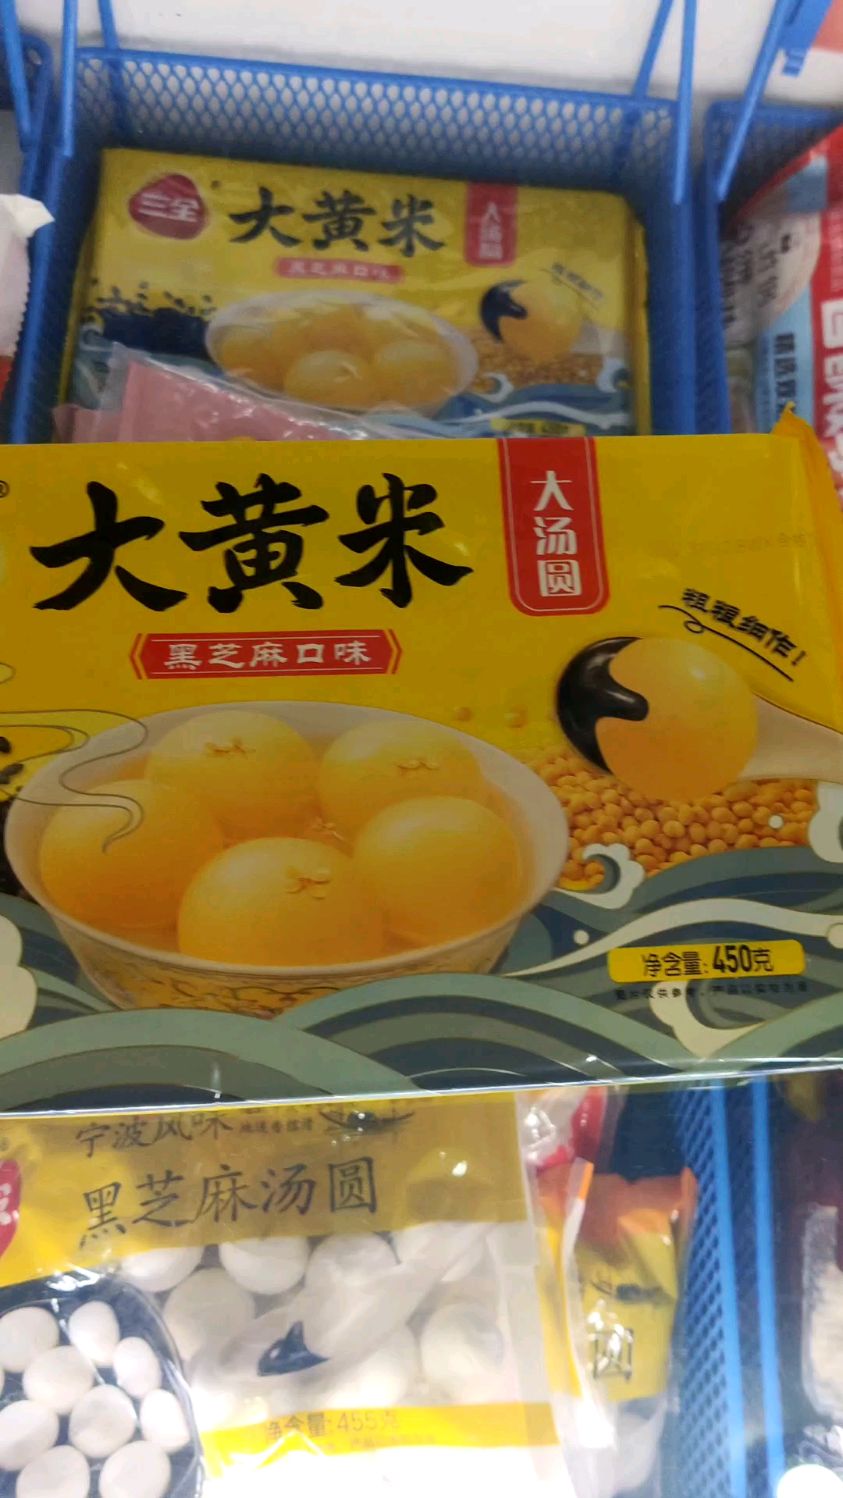 三全
大黄米
大汤圆
黑芝麻口味
大黄米
大汤圆
黑芝麻口味
粗粮细作!
净含量:450克
宁波风味
黑芝麻汤圆
净含量:455克
圆